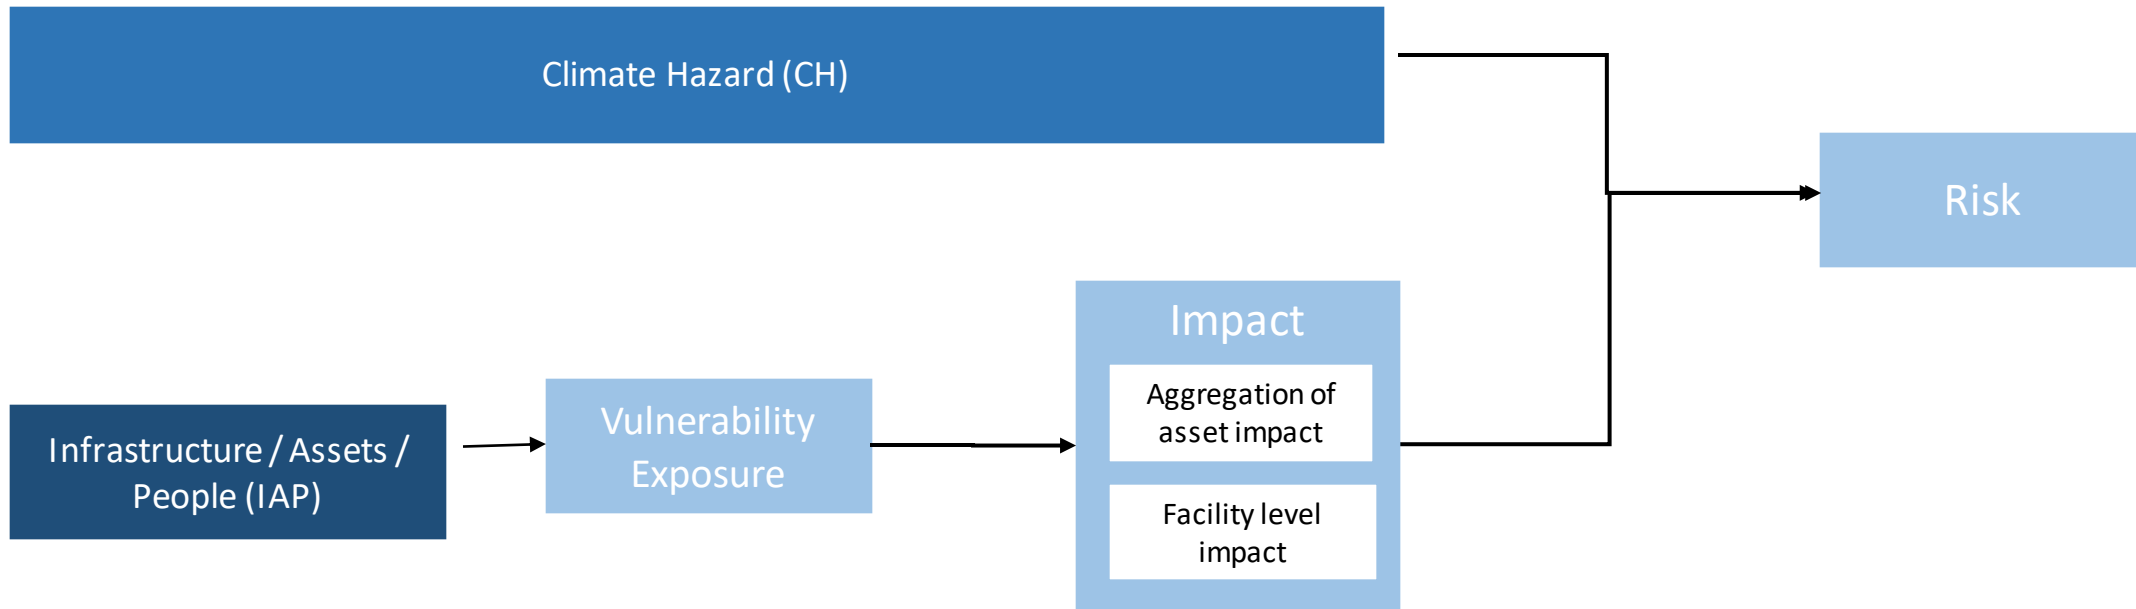 Climate Hazard (CH)
Risk
Impact
Aggregation of
asset impact
Vulnerability
Exposure
Infrastructure / Assets /
People (IAP)
Facility level
impact